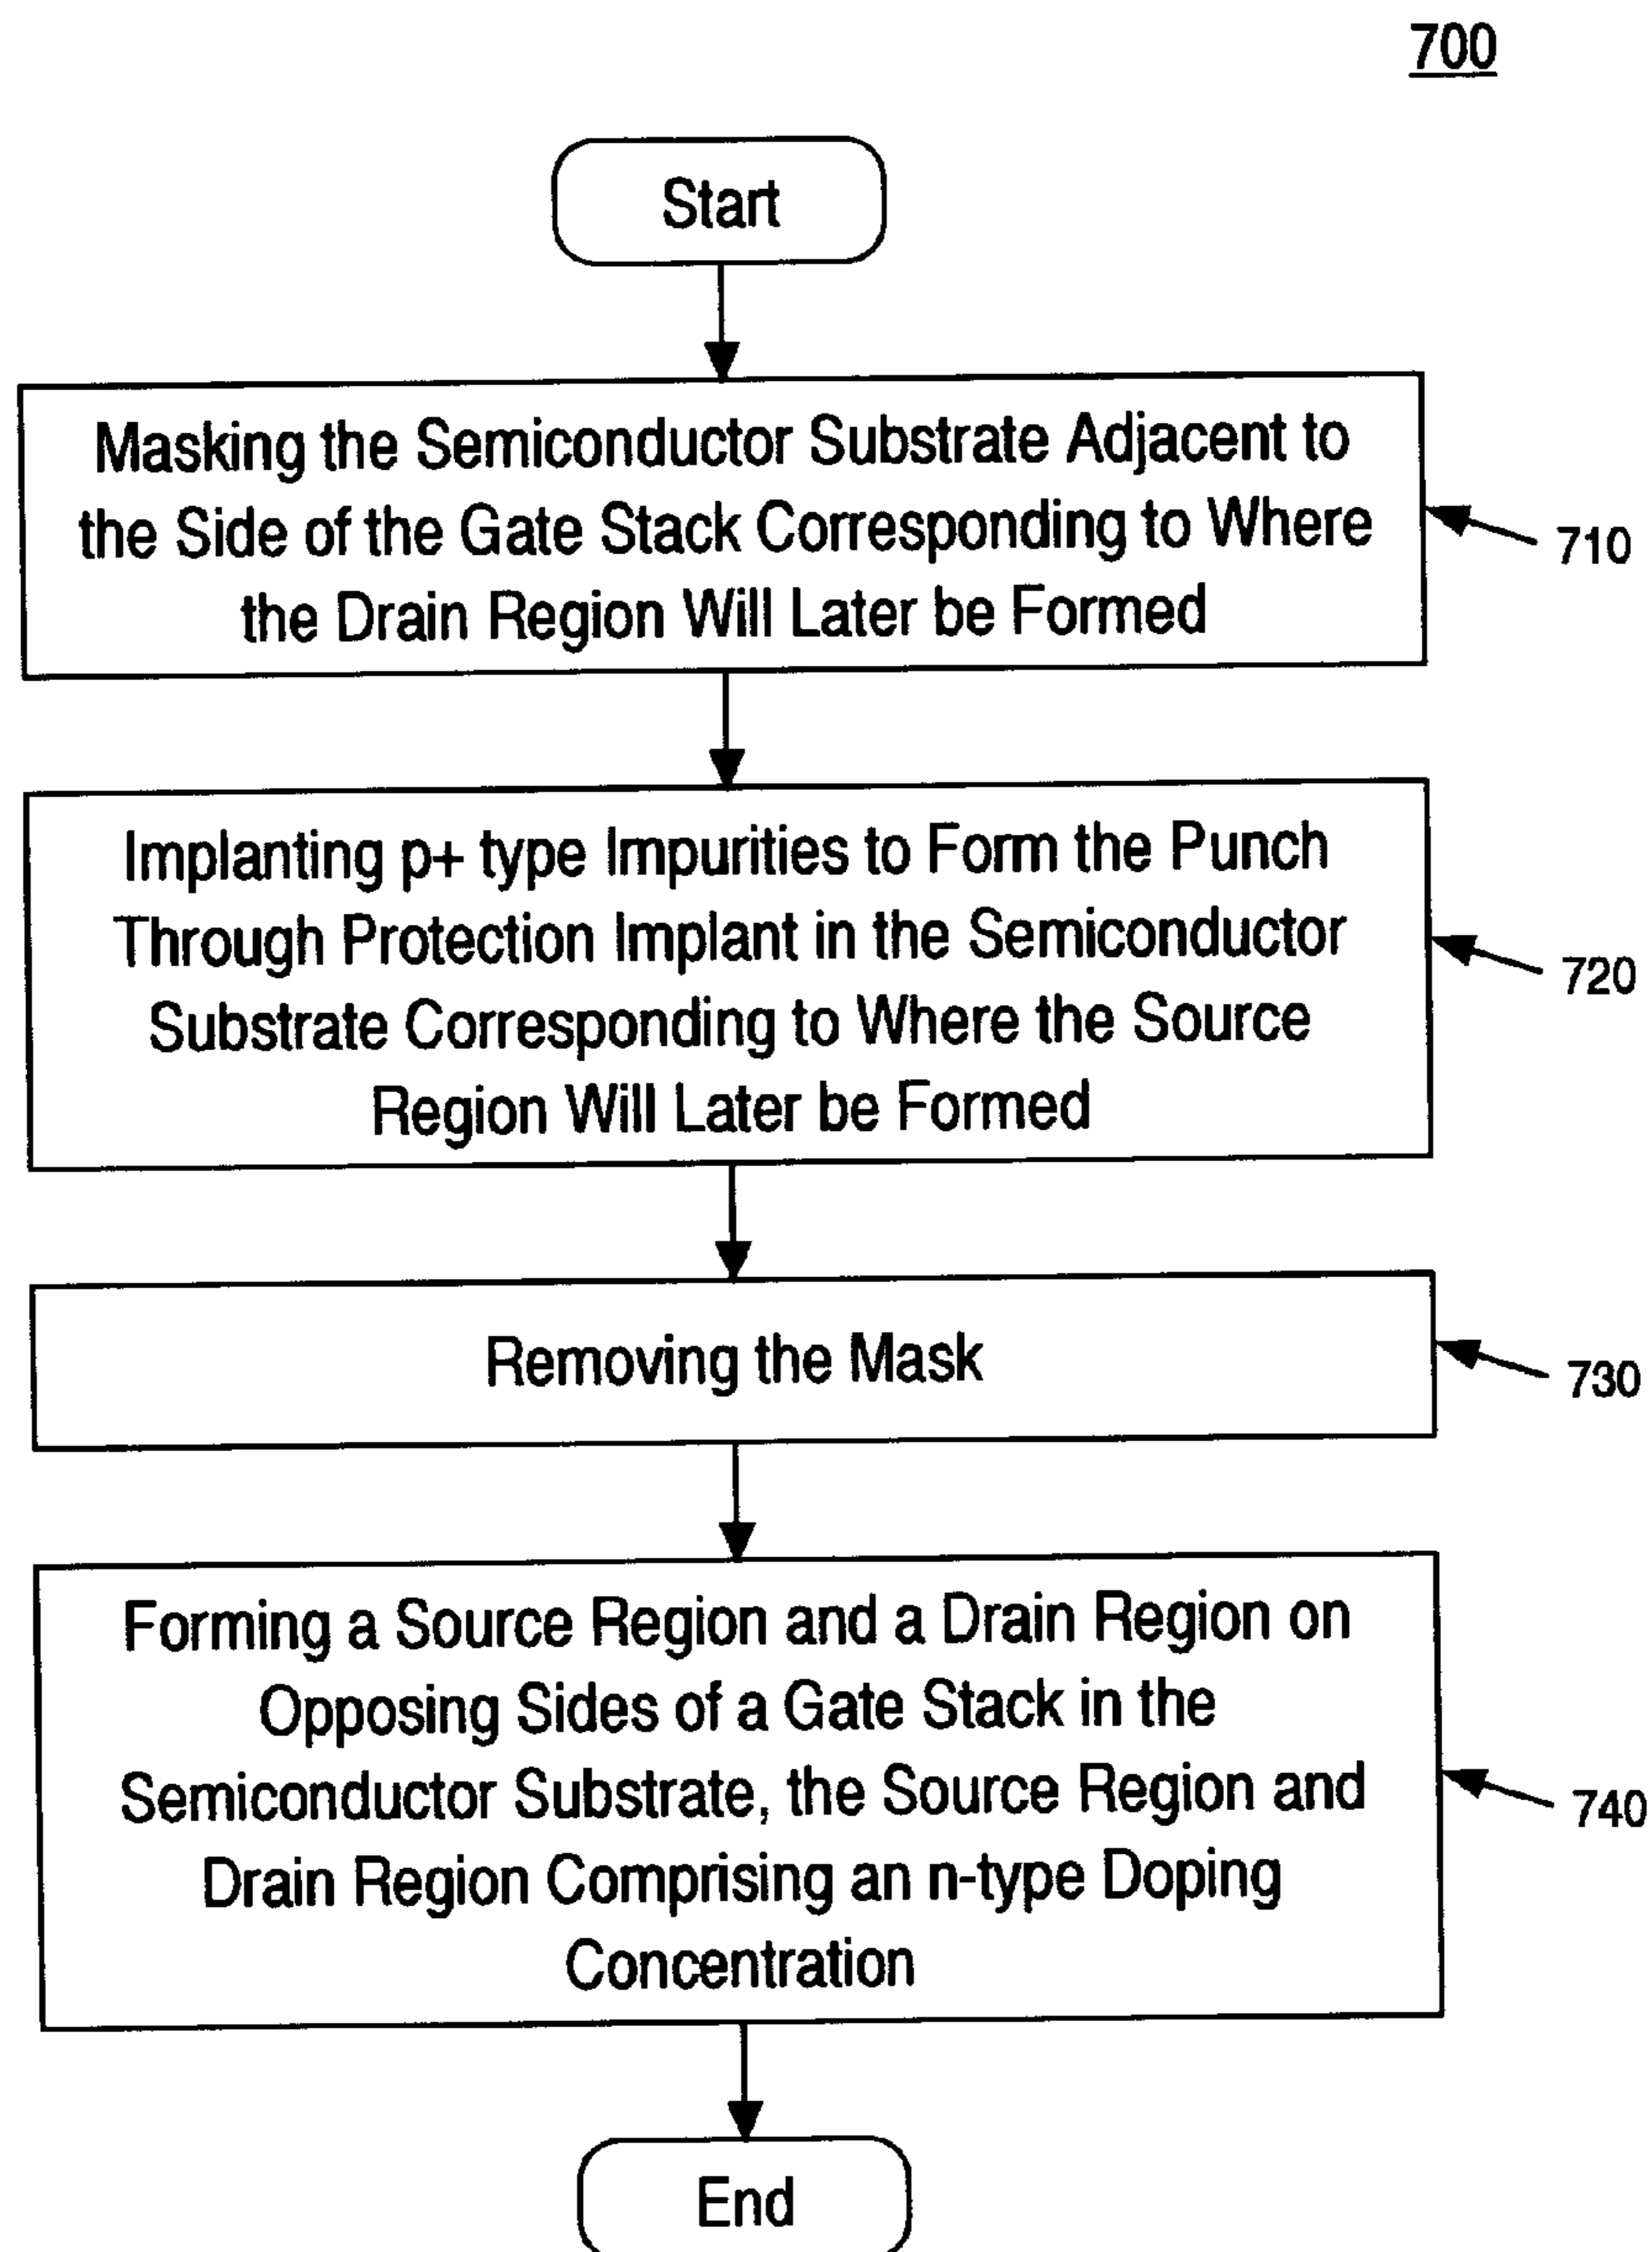 700
Start
Masking the Semiconductor Substrate Adjacent to
the Side of the Gate Stack Corresponding to Where
the Drain Region Will Later be Formed
710
Implanting p+ type Impurities to Form the Punch
Through Protection Implant in the Semiconductor
Substrate Corresponding to Where the Source
Region Will Later be Formed
720
Removing the Mask
730
Forming a Source Region and a Drain Region on
Opposing Sides of a Gate Stack in the
Semiconductor Substrate, the Source Region and
Drain Region Comprising an n-type Doping
Concentration
740
End